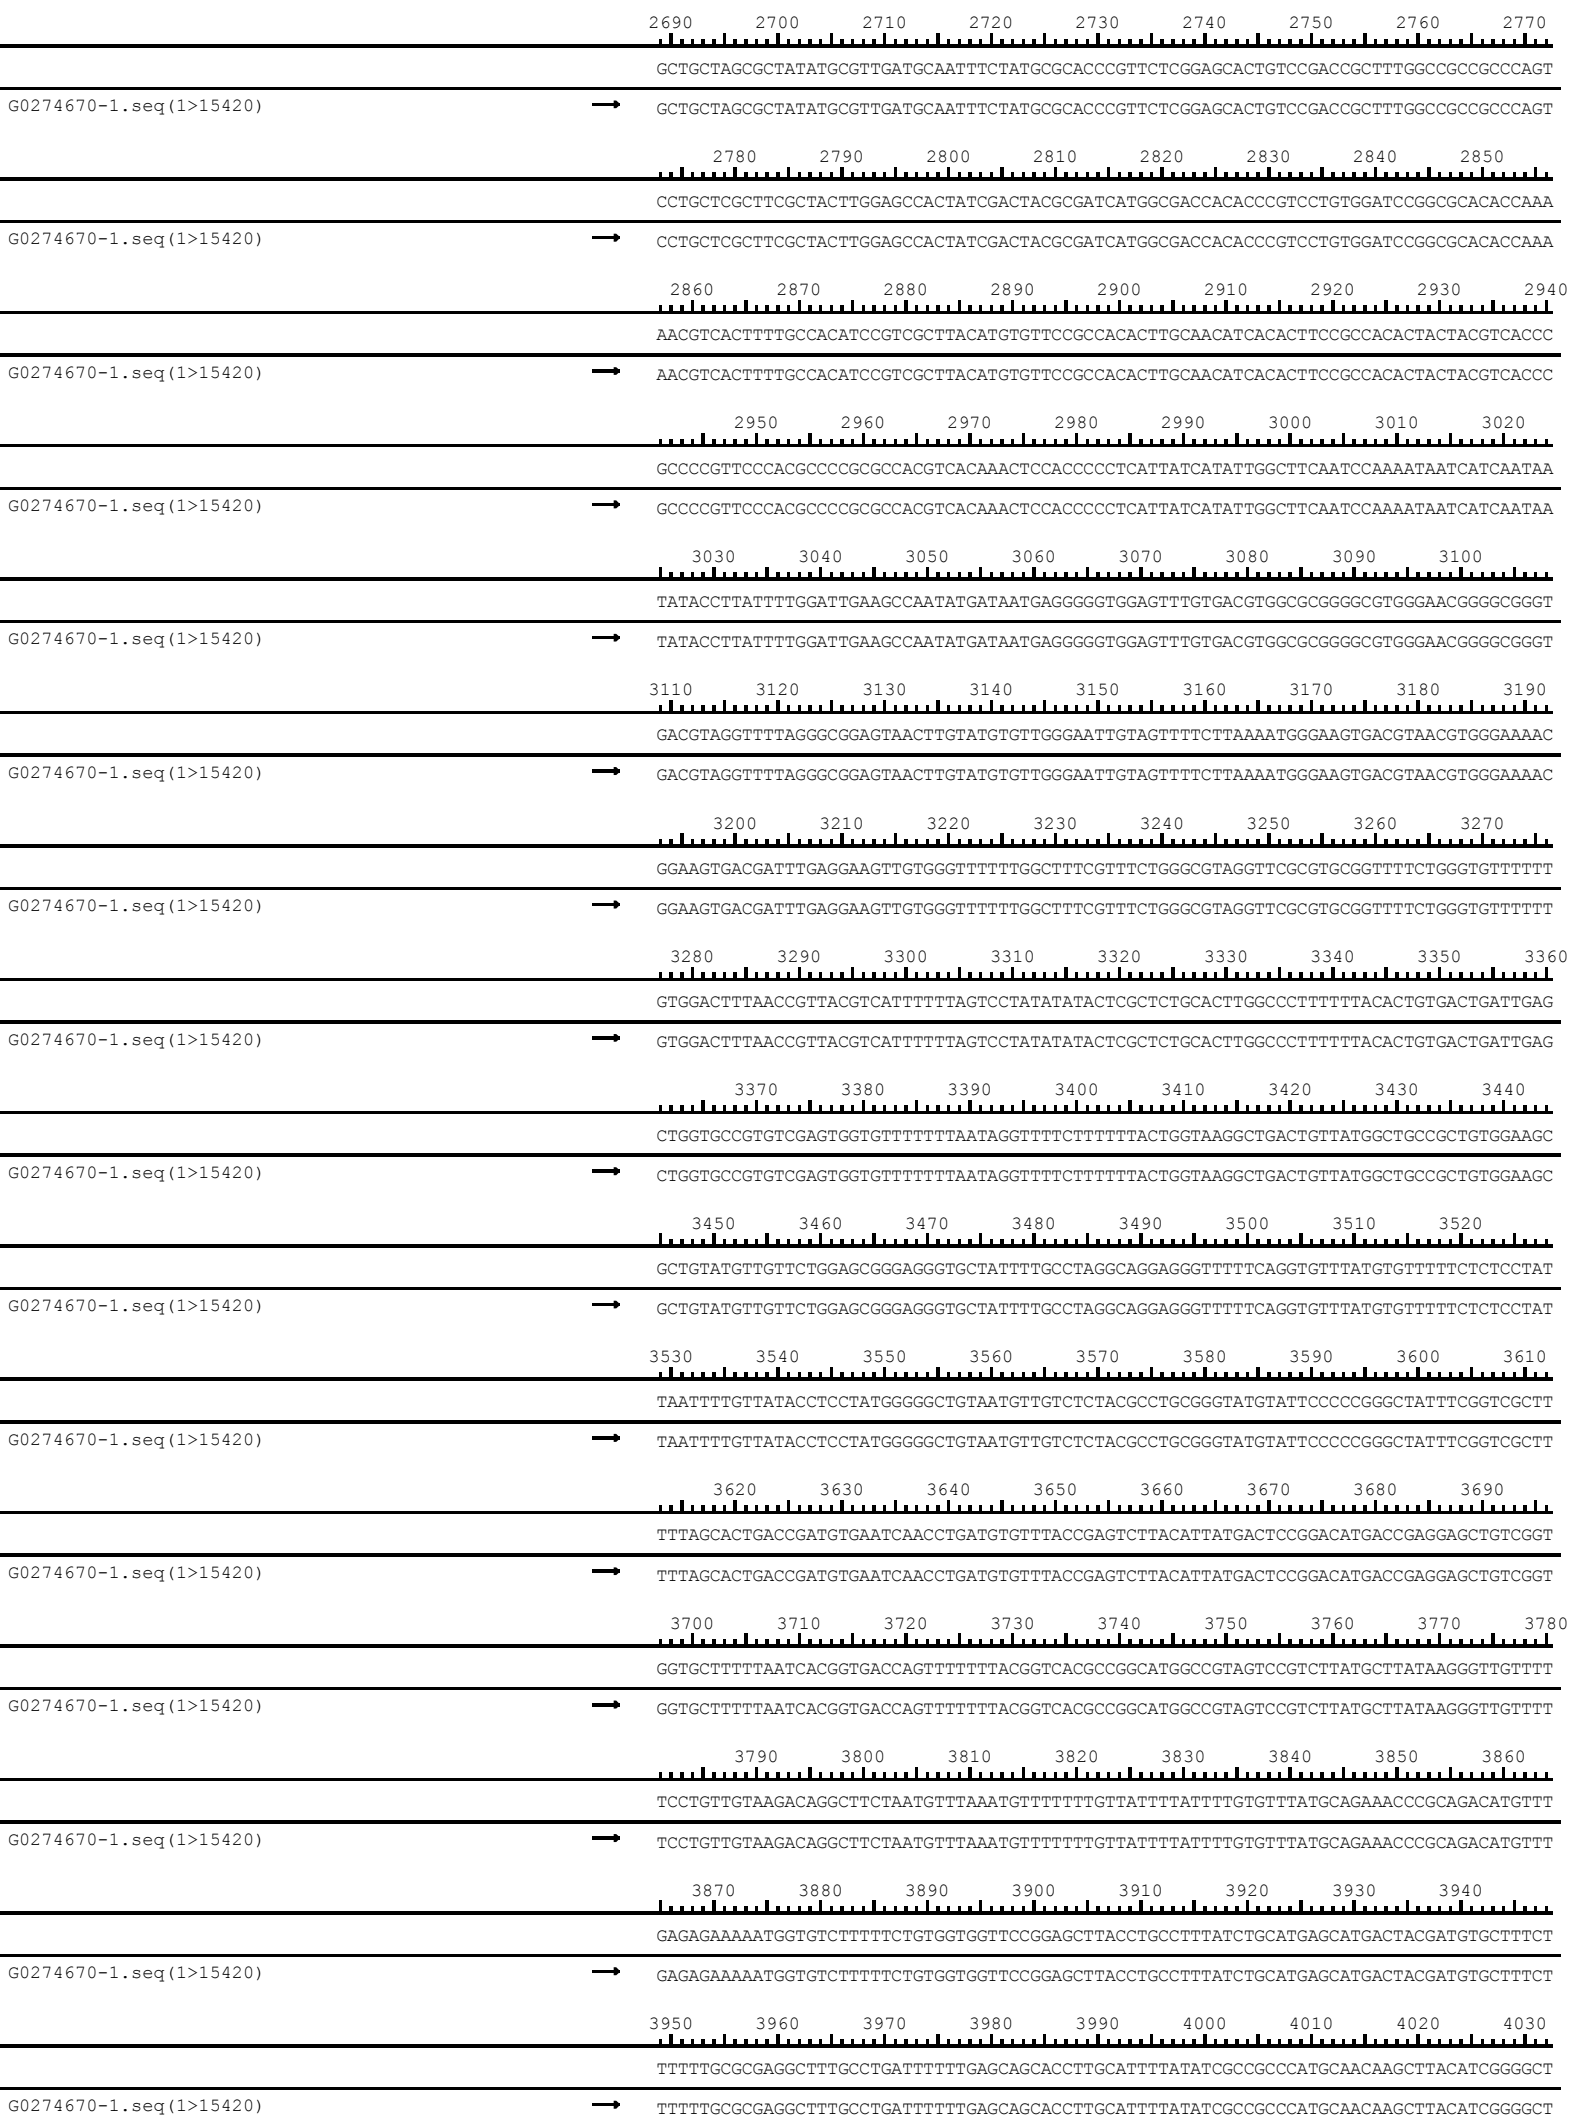 2690 2700 2710 2720 2730 2740 2750 2760 2770
GCTGCTAGCGCTATATGCGTTGATGCAATTTCTATGCGCACCCGTTCTCGGAGCACTGTCCGACCGCTTTGGCCGCCGCCCAGT
G0274670-1.seq(1>15420) → GCTGCTAGCGCTATATGCGTTGATGCAATTTCTATGCGCACCCGTTCTCGGAGCACTGTCCGACCGCTTTGGCCGCCGCCCAGT
2780 2790 2800 2810 2820 2830 2840 2850
CCTGCTCGCTTCGCTACTTGGAGCCACTATCGACTACGCGATCATGGCGACCACACCCGTCCTGTGGATCCGGCGCACACCAAA
G0274670-1.seq(1>15420) → CCTGCTCGCTTCGCTACTTGGAGCCACTATCGACTACGCGATCATGGCGACCACACCCGTCCTGTGGATCCGGCGCACACCAAA
2860 2870 2880 2890 2900 2910 2920 2930 2940
AACGTCACTTTTGCCACATCCGTCGCTTACATGTGTTCCGCCACACTTGCAACATCACACTTCCGCCACACTACTACGTCACCC
G0274670-1.seq(1>15420) → AACGTCACTTTTGCCACATCCGTCGCTTACATGTGTTCCGCCACACTTGCAACATCACACTTCCGCCACACTACTACGTCACCC
2950 2960 2970 2980 2990 3000 3010 3020
GCCCCGTTCCCACGCCCCGCGCCACGTCACAAACTCCACCCCCTCATTATCATATTGGCTTCAATCCAAAATAATCATCAATAA
G0274670-1.seq(1>15420) → GCCCCGTTCCCACGCCCCGCGCCACGTCACAAACTCCACCCCCTCATTATCATATTGGCTTCAATCCAAAATAATCATCAATAA
3030 3040 3050 3060 3070 3080 3090 3100
TATACCTTATTTTGGATTGAAGCCAATATGATAATGAGGGGGTGGAGTTTGTGACGTGGCGCGGGGCGTGGGAACGGGGCGGGT
G0274670-1.seq(1>15420) → TATACCTTATTTTGGATTGAAGCCAATATGATAATGAGGGGGTGGAGTTTGTGACGTGGCGCGGGGCGTGGGAACGGGGCGGGT
3110 3120 3130 3140 3150 3160 3170 3180 3190
GACGTAGGTTTTAGGGCGGAGTAACTTGTATGTGTTGGGAATTGTAGTTTTCTTAAAATGGGAAGTGACGTAACGTGGGAAAAC
G0274670-1.seq(1>15420) → GACGTAGGTTTTAGGGCGGAGTAACTTGTATGTGTTGGGAATTGTAGTTTTCTTAAAATGGGAAGTGACGTAACGTGGGAAAAC
3200 3210 3220 3230 3240 3250 3260 3270
GGAAGTGACGATTTGAGGAAGTTGTGGGTTTTTTGGCTTTCGTTTCTGGGCGTAGGTTCGCGTGCGGTTTTCTGGGTGTTTTTT
G0274670-1.seq(1>15420) → GGAAGTGACGATTTGAGGAAGTTGTGGGTTTTTTGGCTTTCGTTTCTGGGCGTAGGTTCGCGTGCGGTTTTCTGGGTGTTTTTT
3280 3290 3300 3310 3320 3330 3340 3350 3360
GTGGACTTTAACCGTTACGTCATTTTTTAGTCCTATATATACTCGCTCTGCACTTGGCCCTTTTTTACACTGTGACTGATTGAG
G0274670-1.seq(1>15420) → GTGGACTTTAACCGTTACGTCATTTTTTAGTCCTATATATACTCGCTCTGCACTTGGCCCTTTTTTACACTGTGACTGATTGAG
3370 3380 3390 3400 3410 3420 3430 3440
CTGGTGCCGTGTCGAGTGGTGTTTTTTTAATAGGTTTTCTTTTTTACTGGTAAGGCTGACTGTTATGGCTGCCGCTGTGGAAGC
G0274670-1.seq(1>15420) → CTGGTGCCGTGTCGAGTGGTGTTTTTTTAATAGGTTTTCTTTTTTACTGGTAAGGCTGACTGTTATGGCTGCCGCTGTGGAAGC
3450 3460 3470 3480 3490 3500 3510 3520
GCTGTATGTTGTTCTGGAGCGGGAGGGTGCTATTTTGCCTAGGCAGGAGGGTTTTTCAGGTGTTTATGTGTTTTTCTCTCCTAT
G0274670-1.seq(1>15420) → GCTGTATGTTGTTCTGGAGCGGGAGGGTGCTATTTTGCCTAGGCAGGAGGGTTTTTCAGGTGTTTATGTGTTTTTCTCTCCTAT
3530 3540 3550 3560 3570 3580 3590 3600 3610
TAATTTTGTTATACCTCCTATGGGGGCTGTAATGTTGTCTCTACGCCTGCGGGTATGTATTCCCCCGGGCTATTTCGGTCGCTT
G0274670-1.seq(1>15420) → TAATTTTGTTATACCTCCTATGGGGGCTGTAATGTTGTCTCTACGCCTGCGGGTATGTATTCCCCCGGGCTATTTCGGTCGCTT
3620 3630 3640 3650 3660 3670 3680 3690
TTTAGCACTGACCGATGTGAATCAACCTGATGTGTTTACCGAGTCTTACATTATGACTCCGGACATGACCGAGGAGCTGTCGGT
G0274670-1.seq(1>15420) → TTTAGCACTGACCGATGTGAATCAACCTGATGTGTTTACCGAGTCTTACATTATGACTCCGGACATGACCGAGGAGCTGTCGGT
3700 3710 3720 3730 3740 3750 3760 3770 3780
GGTGCTTTTTAATCACGGTGACCAGTTTTTTTACGGTCACGCCGGCATGGCCGTAGTCCGTCTTATGCTTATAAGGGTTGTTTT
G0274670-1.seq(1>15420) → GGTGCTTTTTAATCACGGTGACCAGTTTTTTTACGGTCACGCCGGCATGGCCGTAGTCCGTCTTATGCTTATAAGGGTTGTTTT
3790 3800 3810 3820 3830 3840 3850 3860
TCCTGTTGTAAGACAGGCTTCTAATGTTTAAATGTTTTTTTGTTATTTTATTTTGTGTTTATGCAGAAACCCGCAGACATGTTT
G0274670-1.seq(1>15420) → TCCTGTTGTAAGACAGGCTTCTAATGTTTAAATGTTTTTTTGTTATTTTATTTTGTGTTTATGCAGAAACCCGCAGACATGTTT
3870 3880 3890 3900 3910 3920 3930 3940
GAGAGAAAAATGGTGTCTTTTTCTGTGGTGGTTCCGGAGCTTACCTGCCTTTATCTGCATGAGCATGACTACGATGTGCTTTCT
G0274670-1.seq(1>15420) → GAGAGAAAAATGGTGTCTTTTTCTGTGGTGGTTCCGGAGCTTACCTGCCTTTATCTGCATGAGCATGACTACGATGTGCTTTCT
3950 3960 3970 3980 3990 4000 4010 4020 4030
TTTTTGCGCGAGGCTTTGCCTGATTTTTTGAGCAGCACCTTGCATTTTATATCGCCGCCCATGCAACAAGCTTACATCGGGGCT
G0274670-1.seq(1>15420) → TTTTTGCGCGAGGCTTTGCCTGATTTTTTGAGCAGCACCTTGCATTTTATATCGCCGCCCATGCAACAAGCTTACATCGGGGCT